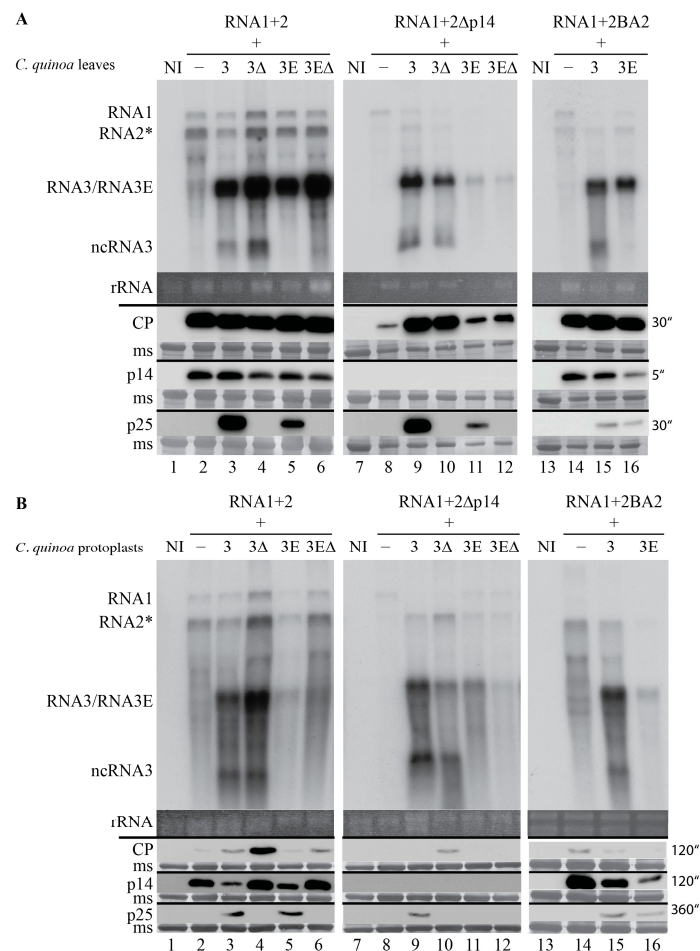 A
RNA1+2 RNA1+2Δp14 RNA1+2BA2
+ + +
C. quinoa leaves NI – 3 3Δ 3E 3EΔ NI – 3 3Δ 3E 3EΔ NI – 3 3E
RNA1
RNA2*
RNA3/RNA3E
ncRNA3
rRNA
CP 30“
ms
p14 5“
ms
p25 30“
ms
1 2 3 4 5 6 7 8 9 10 11 12 13 14 15 16
B
RNA1+2 RNA1+2Δp14 RNA1+2BA2
+ + +
C. quinoa protoplasts NI – 3 3Δ 3E 3EΔ NI – 3 3Δ 3E 3EΔ NI – 3 3E
RNA1
RNA2*
RNA3/RNA3E
ncRNA3
rRNA
CP 120“
ms
p14 120“
ms
p25 360“
ms
1 2 3 4 5 6 7 8 9 10 11 12 13 14 15 16